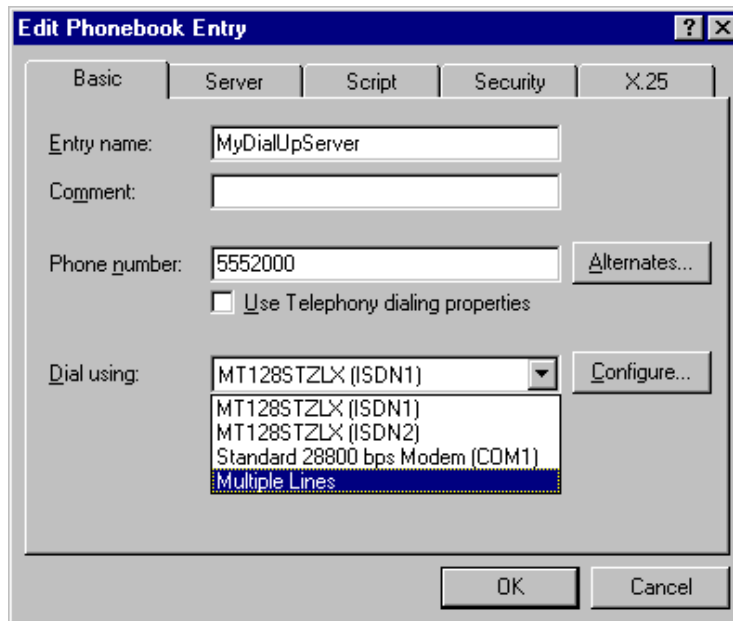 Edit Phonebook Entry
Basic Server Script Security X.25
Entry name: MyDialUpServer
Comment:
Phone number: 5552000 Alternates...
Use Telephony dialing properties
Dial using: MT128STZLX (ISDN1) Configure...
MT128STZLX (ISDN1)
MT128STZLX (ISDN2)
Standard 28800 bps Modem (COM1)
Multiple Lines
OK Cancel